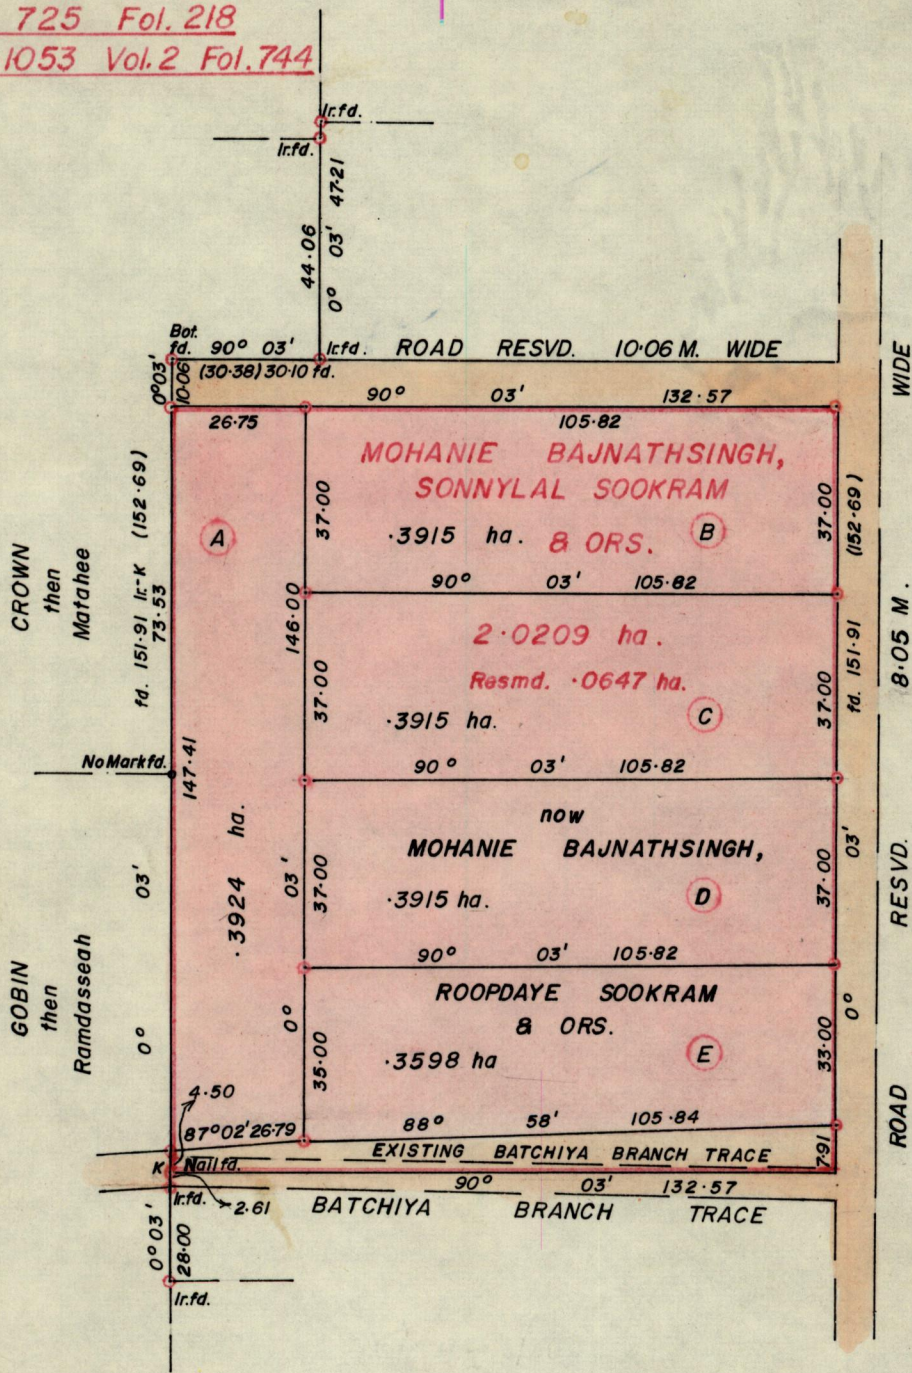 725 Fol. 218
1053 Vol. 2 Fol. 744
Ir.fd.
Ir.fd.
44·06
47·21
0° 03'
Bot.
fd. 90° 03' Ir.fd. ROAD RESVD. 10·06 M. WIDE
0°03'
10·06
(30·38) 30·10 fd.
90° 03' 132·57
26·75 105·82
MOHANIE BAJNATHSINGH,
SONNYLAL SOOKRAM
·3915 ha. & ORS. B
A
37·00
37·00
90° 03' 105·82
CROWN
then
Matahee
fd. 151·91 Ir.-K (152·69)
73·53
146·00
2·0209 ha.
Resmd. ·0647 ha.
·3915 ha. C
37·00
37·00
fd. 151·91 (152·69)
90° 03' 105·82
No Mark fd.
147·41
now
MOHANIE BAJNATHSINGH,
·3915 ha. D
·3924 ha.
37·00
37·00
0° 03'
0° 03'
0° 03'
90° 03' 105·82
ROOPDAYE SOOKRAM
& ORS.
·3598 ha E
35·00
33·00
GOBIN
then
Ramdasseah
ROAD RESVD. 8·05 M. WIDE
4·50
87°02' 26·79 88° 58' 105·84
EXISTING BATCHIYA BRANCH TRACE
7·91
K Nail fd.
90° 03' 132·57
Ir.fd.
2·61
BATCHIYA BRANCH TRACE
0° 03'
28·00
Ir.fd.